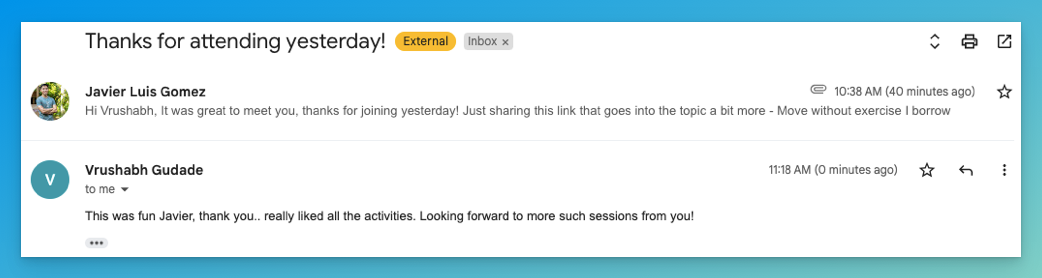 Thanks for attending yesterday! External Inbox ×
Javier Luis Gomez 10:38 AM (40 minutes ago)
Hi Vrushabh, It was great to meet you, thanks for joining yesterday! Just sharing this link that goes into the topic a bit more - Move without exercise I borrow
V
Vrushabh Gudade 11:18 AM (0 minutes ago)
to me
This was fun Javier, thank you.. really liked all the activities. Looking forward to more such sessions from you!